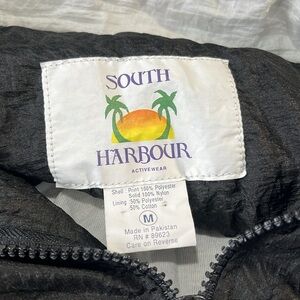 SOUTH
HARBOUR
ACTIVEWEAR
Shell Print 100% Polyester
Solid 100% Nylon
Lining 50% Polyester
50% Cotton
M
Made in Pakistan
RN # 89623
Care on Reverse